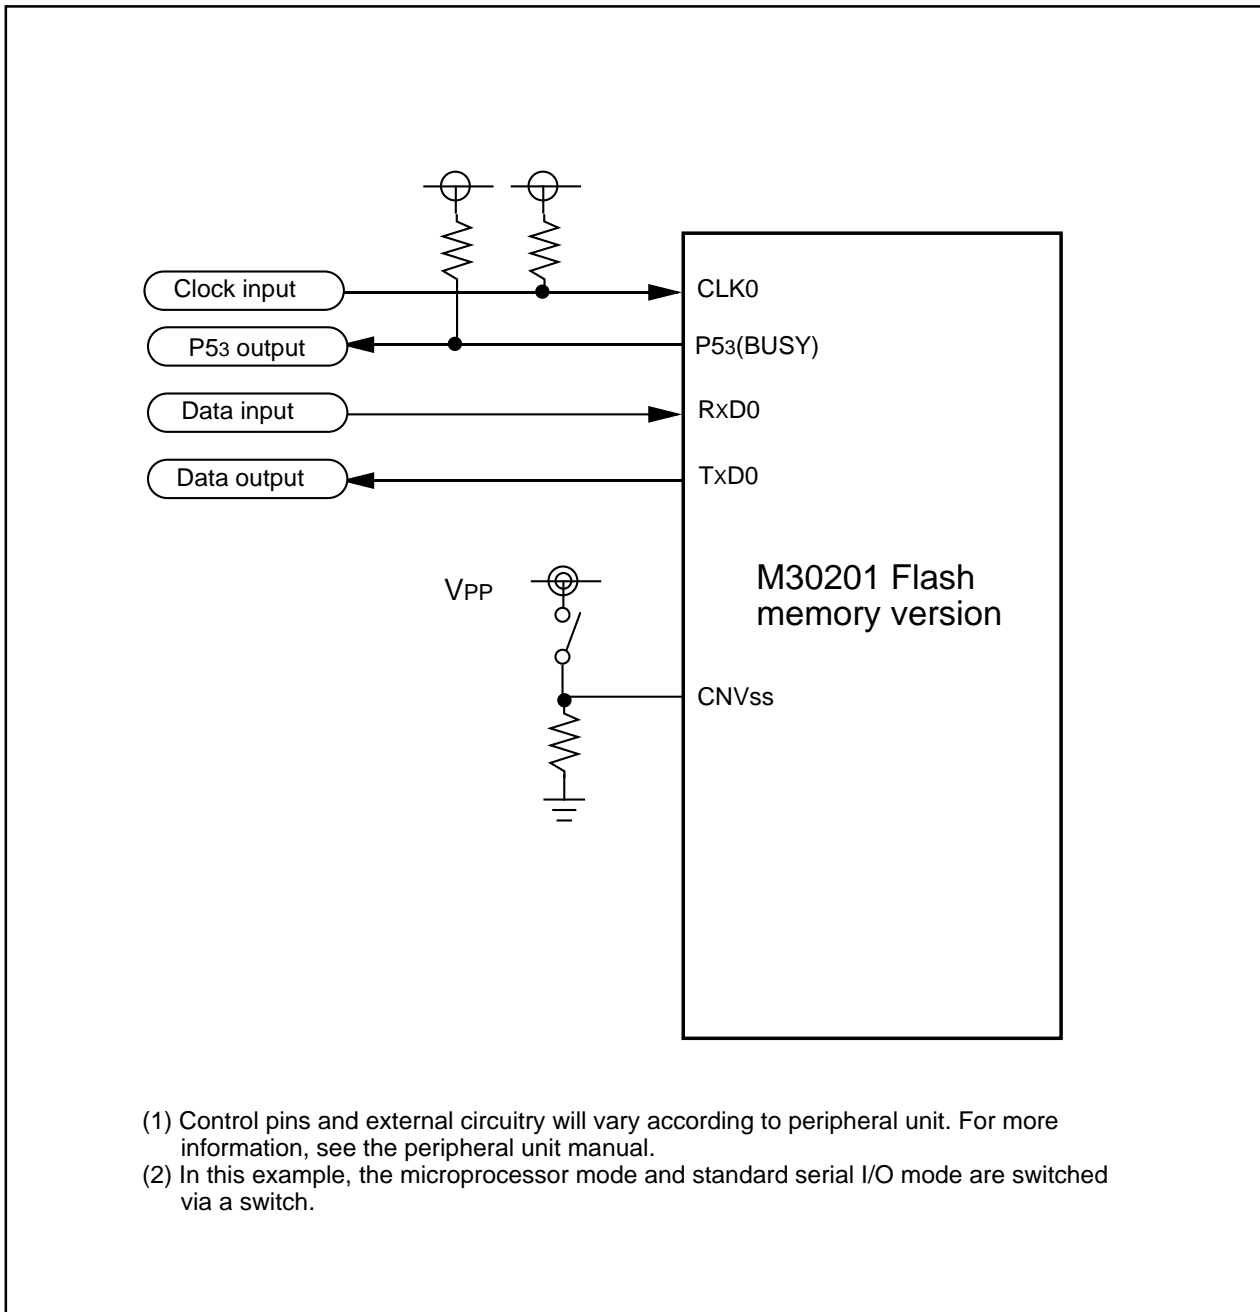 Clock input
CLK0
P53 output
P53(BUSY)
Data input
RXD0
Data output
TXD0
M30201 Flash
memory version
VPP
CNVss
(1) Control pins and external circuitry will vary according to peripheral unit. For more
information, see the peripheral unit manual.
(2) In this example, the microprocessor mode and standard serial I/O mode are switched
via a switch.